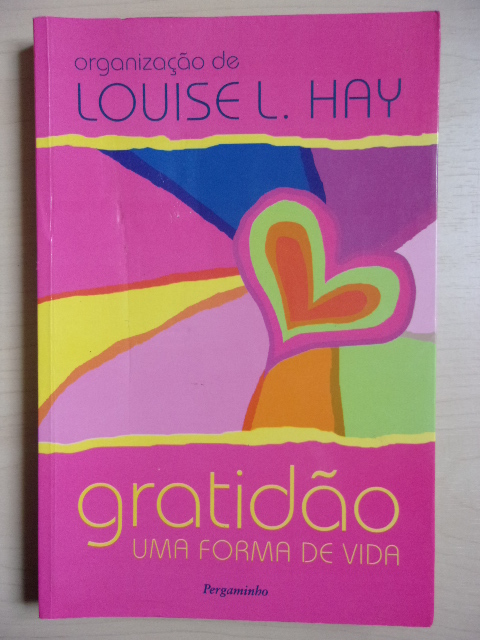 organização de
LOUISE L. HAY
gratidão
UMA FORMA DE VIDA
Pergaminho